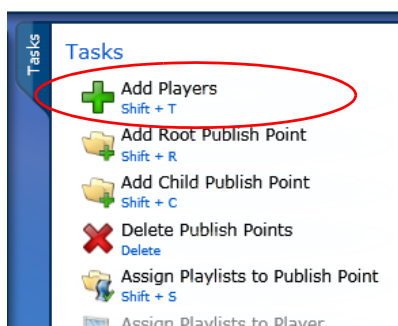 Tasks
Tasks
Add Players
Shift + T
Add Root Publish Point
Shift + R
Add Child Publish Point
Shift + C
Delete Publish Points
Delete
Assign Playlists to Publish Point
Shift + S
Assign Playlists to Player